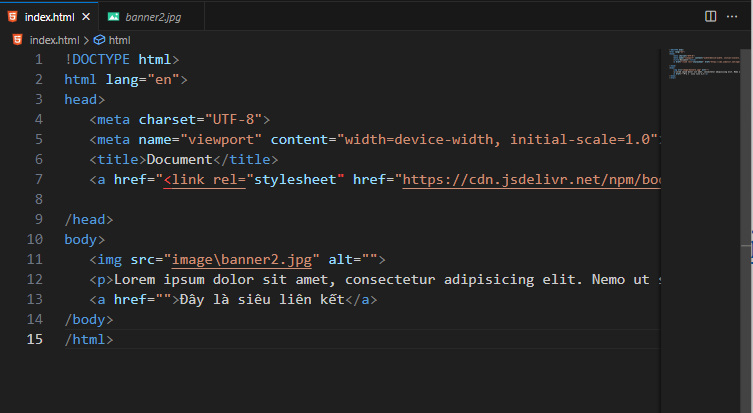 index.html
banner2.jpg
index.html > html
1 !DOCTYPE html>
2 html lang="en">
3 head>
4 <meta charset="UTF-8">
5 <meta name="viewport" content="width=device-width, initial-scale=1.0"
6 <title>Document</title>
7 <a href="<link rel="stylesheet" href="https://cdn.jsdelivr.net/npm/boo
8
9 /head>
10 body>
11 <img src="image\banner2.jpg" alt="">
12 <p>Lorem ipsum dolor sit amet, consectetur adipisicing elit. Nemo ut s
13 <a href="">Đây là siêu liên kết</a>
14 /body>
15 /html>